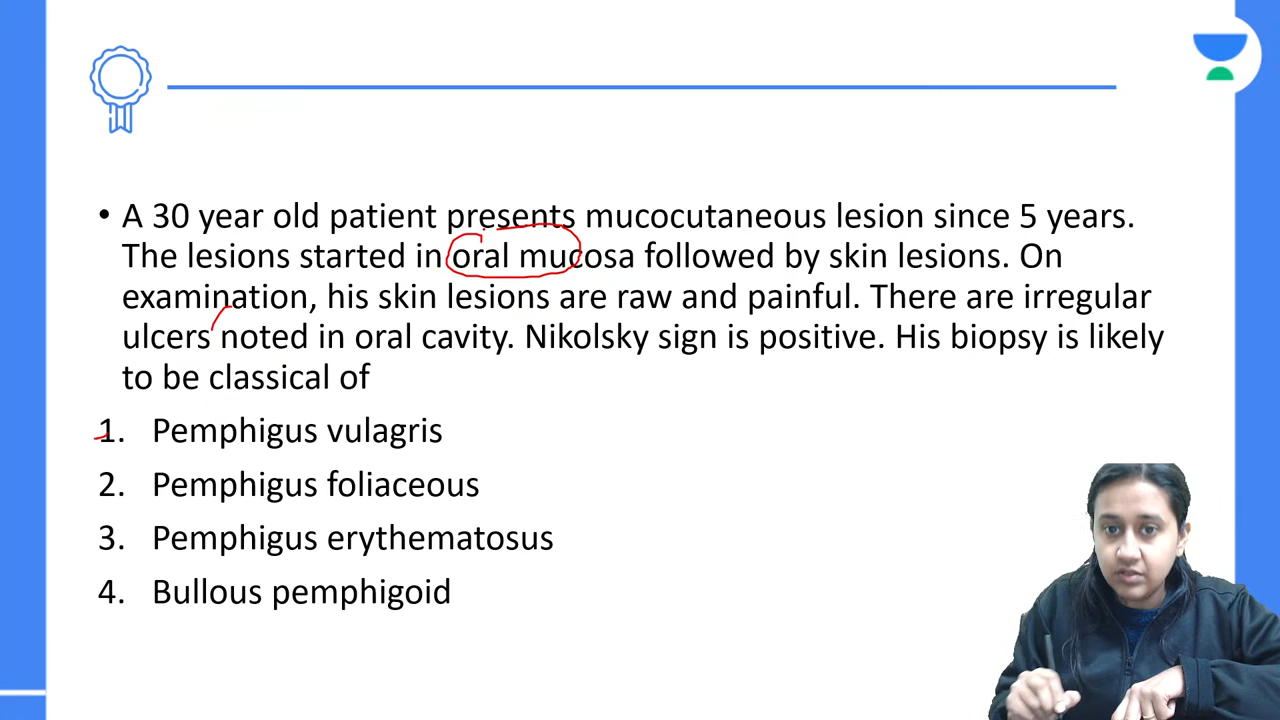 • A 30 year old patient presents mucocutaneous lesion since 5 years.
The lesions started in oral mucosa followed by skin lesions. On
examination, his skin lesions are raw and painful. There are irregular
ulcers noted in oral cavity. Nikolsky sign is positive. His biopsy is likely
to be classical of
1. Pemphigus vulagris
2. Pemphigus foliaceous
3. Pemphigus erythematosus
4. Bullous pemphigoid